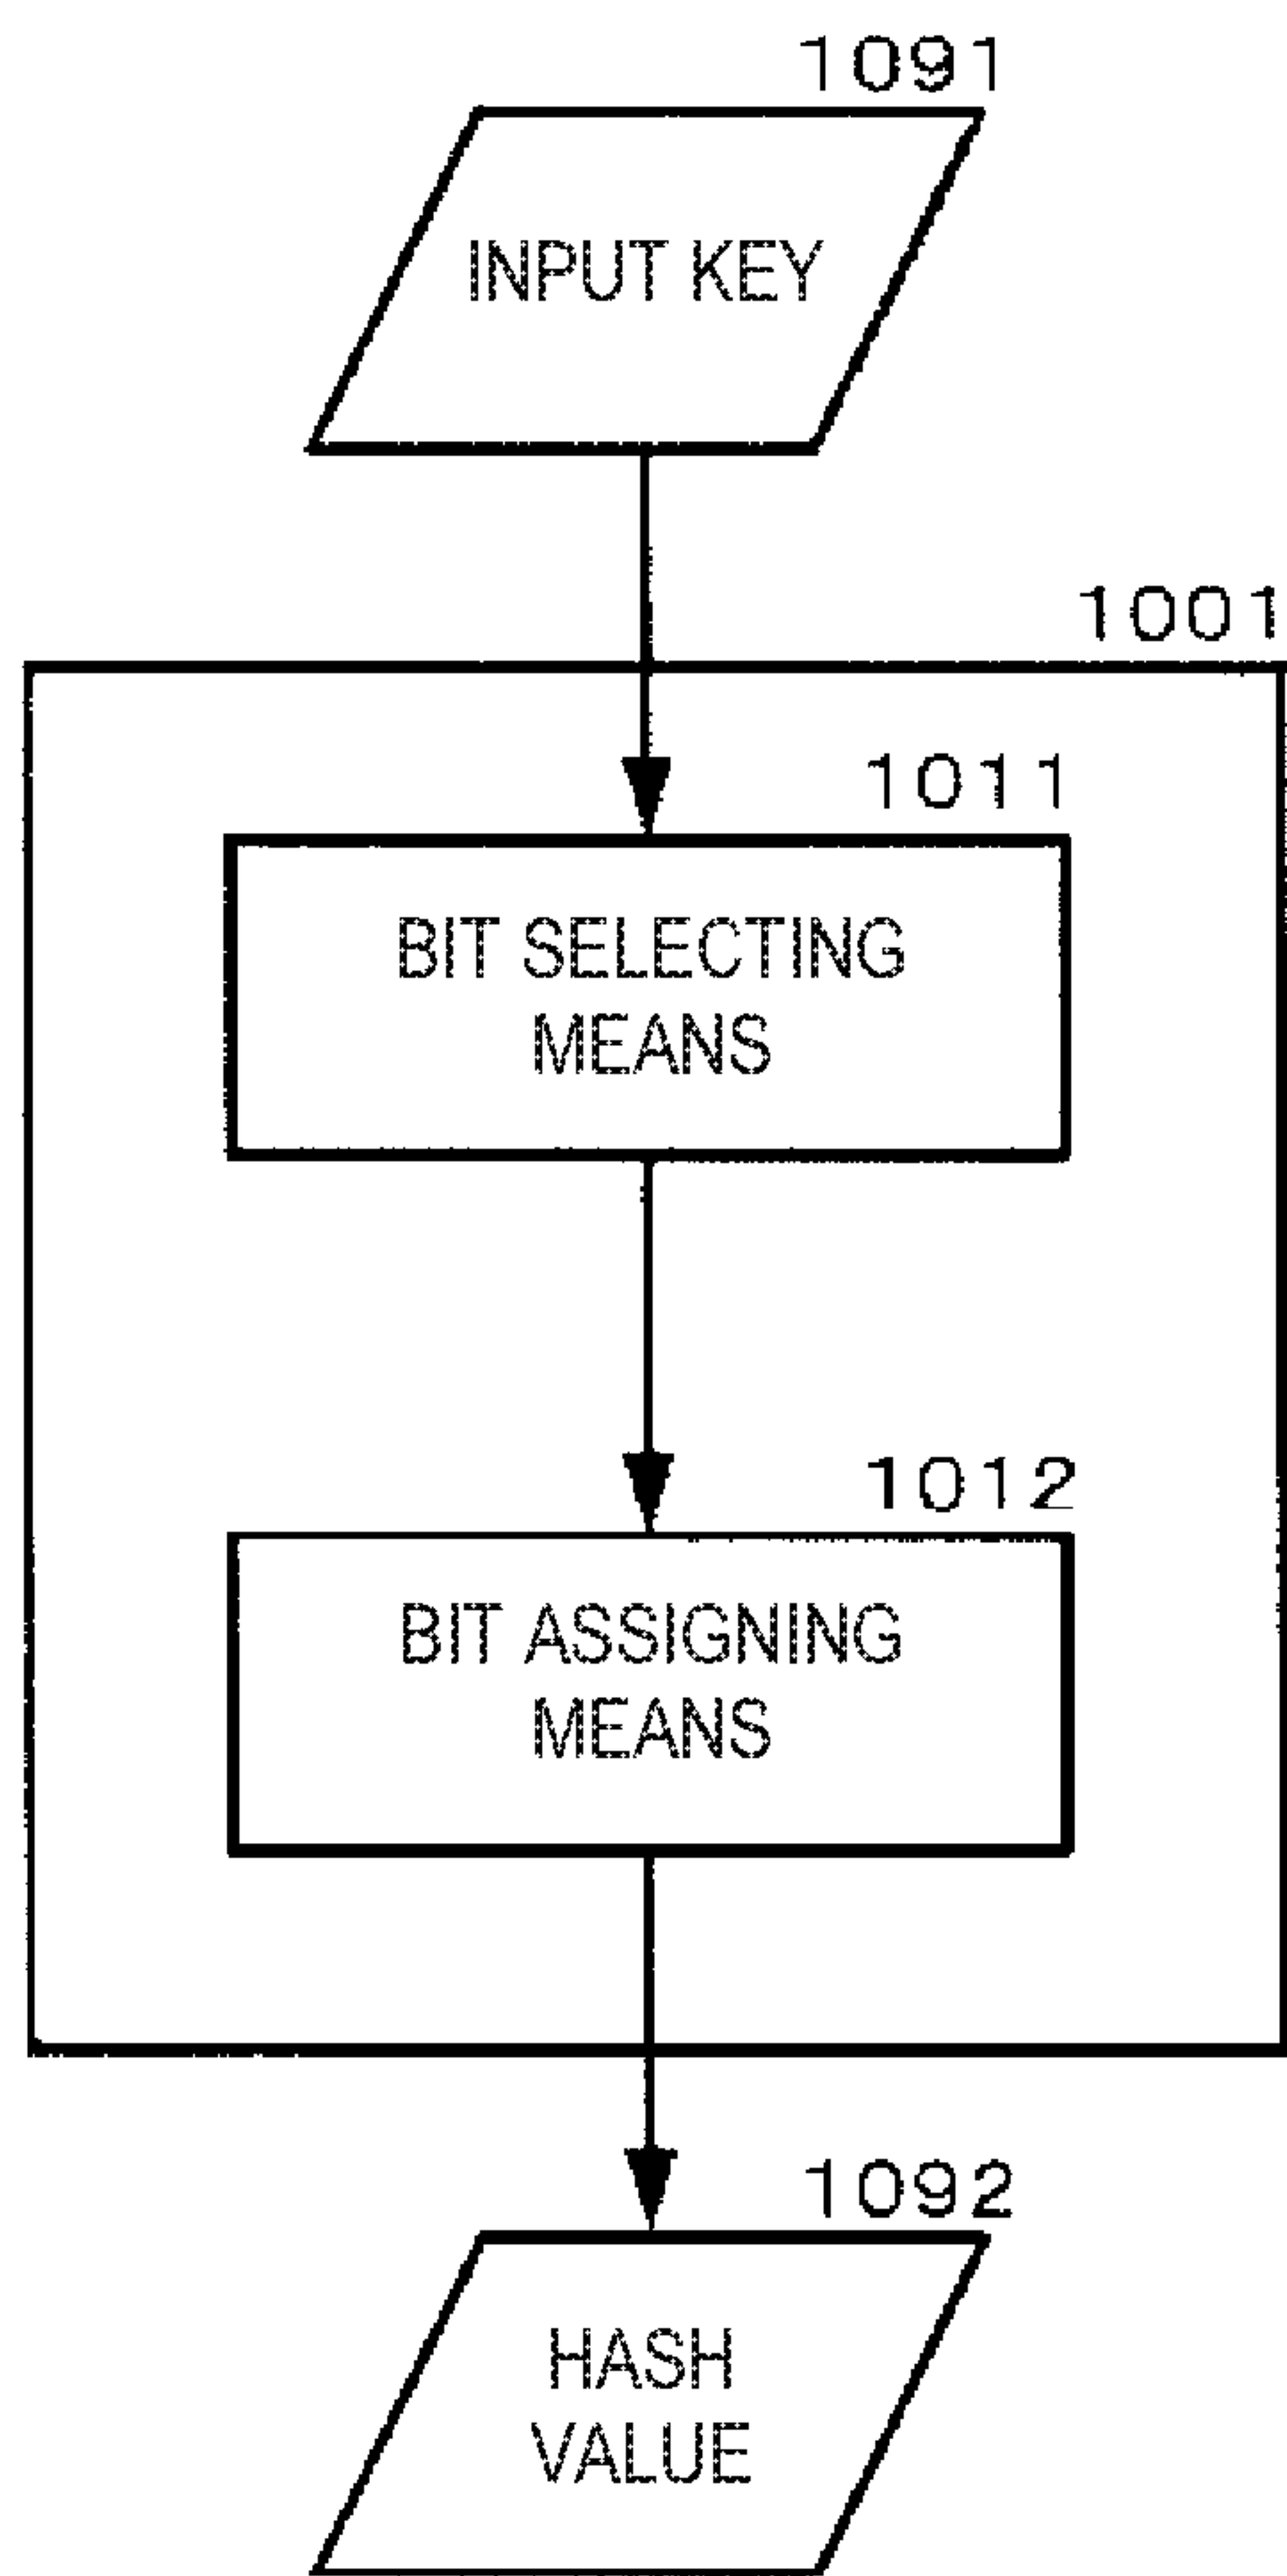 1091
INPUT KEY
1001
1011
BIT SELECTING
MEANS
1012
BIT ASSIGNING
MEANS
1092
HASH
VALUE